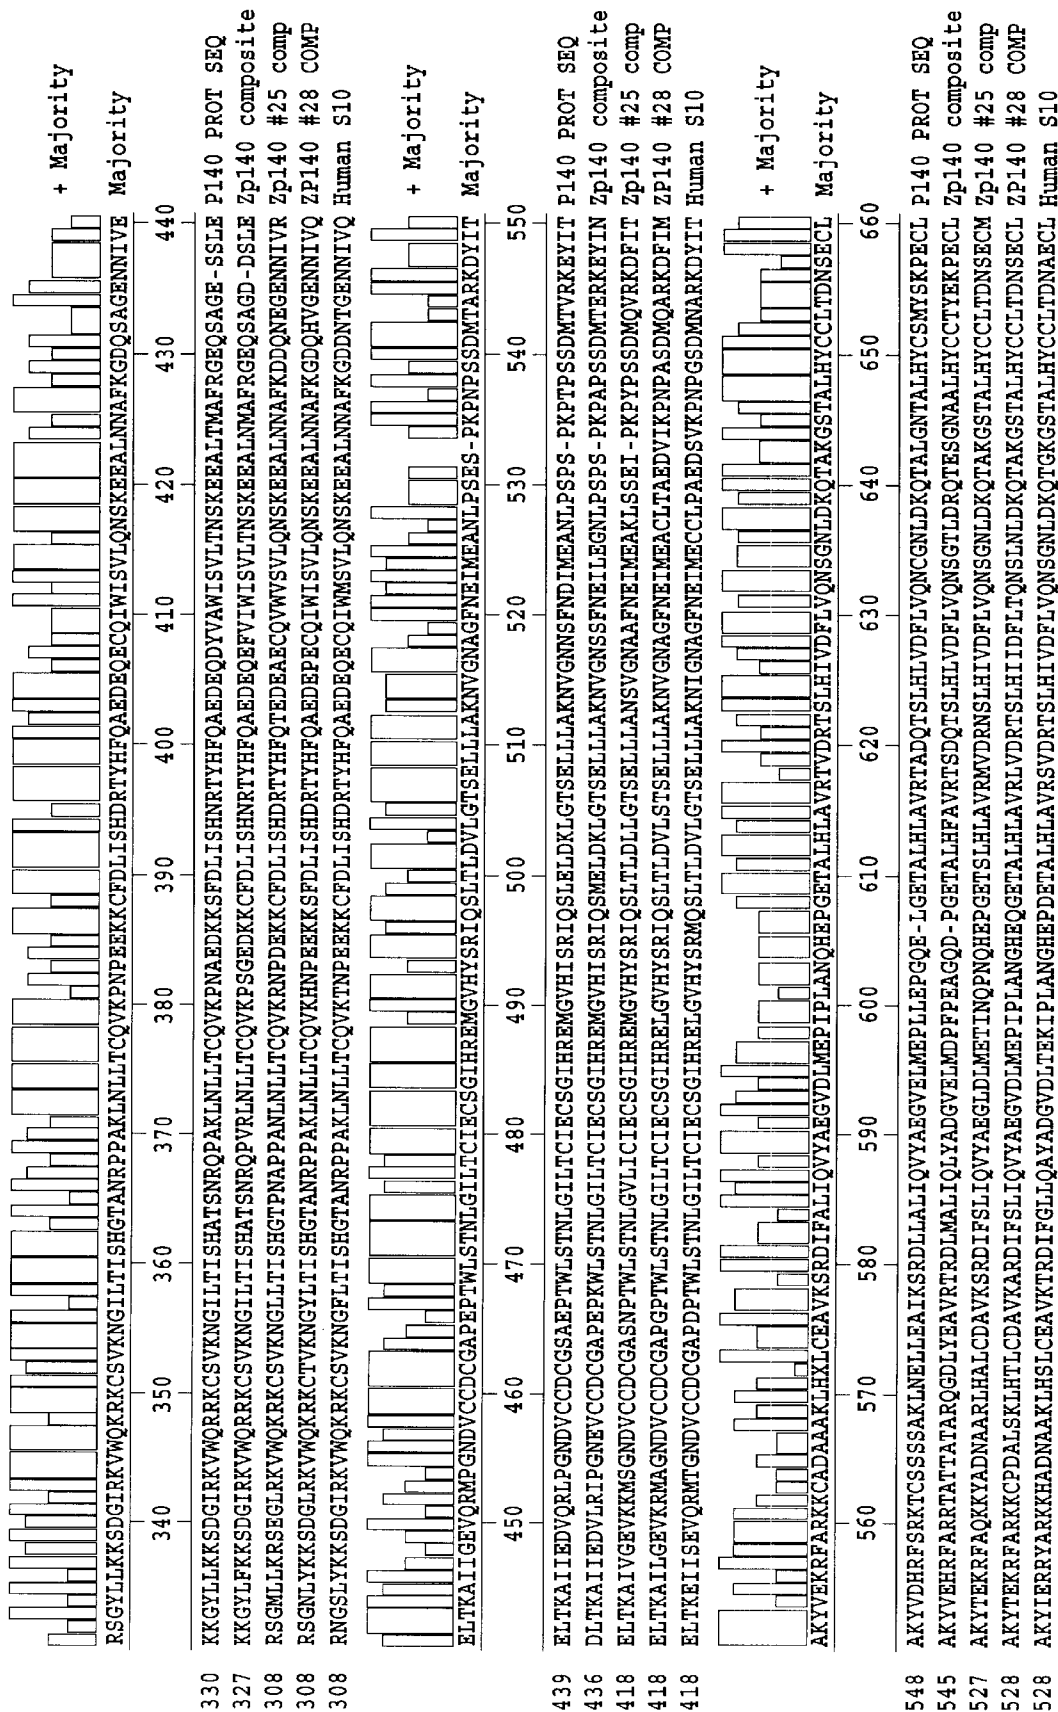 + Majority
RSGYLLKKSDGIRKVWQKRKCSVKNGILTISHGTANRPPAKLNLLTCQVKPNPEEKKCFDLISHDRTYHFQAEDEQECQIWISVLQNSKEEALNNAFKGDQSAGENNIVE Majority
340 350 360 370 380 390 400 410 420 430 440
330 KKGYLLKKSDGIRKVWQRRKCSVKNGILTISHATSNRQPAKLNLLTCQVKPNAEDKKSFDLISHNRTYHFQAEDEQDYVAWISVLTNSKEEALTMAFRGEQSAGE-SSLE P140 PROT SEQ
327 KKGYLFKKSDGIRKVWQRRKCSVKNGILTISHATSNRQPVRLNLLTCQVKPSGEDKKCFDLISHNRTYHFQAEDEQEFVIWISVLTNSKEEALNMAFRGEQSAGD-DSLE Zp140 composite
308 RSGMLLKRSEGLRKVWQKRKCSVKNGLLTISHGTPNAPPANLNLLTCQVKRNPDEKKCFDLISHDRTYHFQTEDEAECQVWVSVLQNSKEEALNNAFKDDQNEGENNIVR Zp140 #25 comp
308 RSGNLYKKSDGLRKVWQKRKCTVKNGYLTISHGTANRPPAKLNLLTCQVKHNPEEKKSFDLISHDRTYHFQAEDEPECQIWISVLQNSKEEALNNAFKGDQHVGENNIVQ ZP140 #28 COMP
308 RNGSLYKKSDGIRKVWQKRKCSVKNGFLTISHGTANRPPAKLNLLTCQVKTNPEEKKCFDLISHDRTYHFQAEDEQECQIWMSVLQNSKEEALNNAFKGDDNTGENNIVQ Human S10
+ Majority
ELTKAIIGEVQRMPGNDVCCDCGAPEPTWLSTNLGILTCIECSGIHREMGVHYSRIQSLTLDVLGTSELLLAKNVGNAGFNEIMEANLPSES-PKPNPSSDMTARKDYIT Majority
450 460 470 480 490 500 510 520 530 540 550
439 ELTKAIIEDVQRLPGNDVCCDCGSAEPTWLSTNLGILTCIECSGIHREMGVHISRIQSLELDKLGTSELLLAKNVGNNSFNDIMEANLPSPS-PKPTPSSDMTVRKEYIT P140 PROT SEQ
436 DLTKAIIEDVLRIPGNEVCCDCGAPEPKWLSTNLGILTCIECSGIHREMGVHISRIQSMELDKLGTSELLLAKNVGNSSFNEILEGNLPSPS-PKPAPSSDMTERKEYIN Zp140 composite
418 ELTKAIVGEVKKMSGNDVCCDCGASNPTWLSTNLGVLICIECSGIHREMGVHYSRIQSLTLDLLGTSELLLANSVGNAAFNEIMEAKLSSEI-PKPYPSSDMQVRKDFIT Zp140 #25 comp
418 ELTKAILGEVKRMAGNDVCCDCGAPGPTWLSTNLGILTCIECSGIHRELGVHYSRIQSLTLDVLSTSELLLAKNVGNAGFNEIMEACLTAEDVIKPNPASDMQARKDFIM ZP140 #28 COMP
418 ELTKEIISEVQRMTGNDVCCDCGAPDPTWLSTNLGILTCIECSGIHRELGVHYSRMQSLTLDVLGTSELLLAKNIGNAGFNEIMECCLPAEDSVKPNPGSDMNARKDYIT Human S10
+ Majority
AKYVEKRFARKKCADAAAKLHXLCEAVKSRDIFALIQVYAEGVDLMEPIPLANQHEPGETALHLAVRTVDRTSLHIVDFLVQNSGNLDKQTAKGSTALHYCCLTDNSECL Majority
560 570 580 590 600 610 620 630 640 650 660
548 AKYVDHRFSRKTCSSSSAKLNELLEAIKSRDLLALIQVYAEGVELMEPLLEPGQE-LGETALHLAVRTADQTSLHLVDFLVQNCGNLDKQTALGNTALHYCSMYSKPECL P140 PROT SEQ
545 AKYVEHRFARRTATTATARQGDLYEAVRTRDLMALIQLYADGVELMDPFPEAGQD-PGETALHFAVRTSDQTSLHLVDFLVQNSGTLDRQTESGNAALHYCCTYEKPECL Zp140 composite
527 AKYTEKRFAQKKYADNAARLHALCDAVKSRDIFSLIQVYAEGLDLMETINQPNQHEPGETSLHLAVRMVDRNSLHIVDFLVQNSGNLDKQTAKGSTALHYCCLTDNSECM Zp140 #25 comp
528 AKYTEKRFARKKCPDALSKLHTLCDAVKARDIFSLIQVYAEGVDLMEPIPLANGHEQGETALHLAVRLVDRTSLHIIDFLTQNSLNLDKQTAKGSTALHYCCLTDNSECL ZP140 #28 COMP
528 AKYIERRYARKKHADNAAKLHSLCEAVKTRDIFGLLQAYADGVDLTEKIPLANGHEPDETALHLAVRSVDRTSLHIVDFLVQNSGNLDKQTGKGSTALHYCCLTDNAECL Human S10